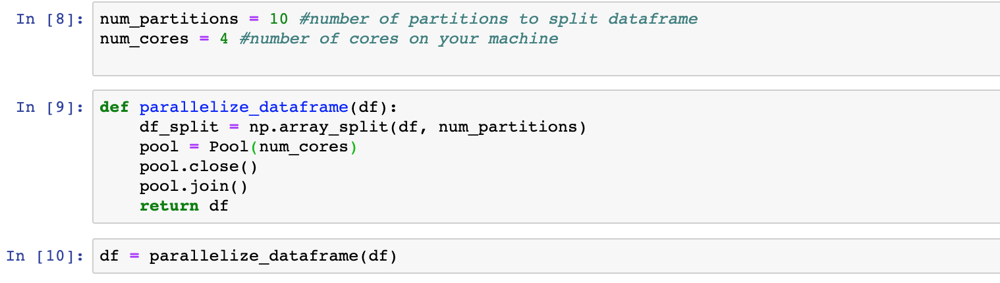 In [8]: num_partitions = 10 #number of partitions to split dataframe
num_cores = 4 #number of cores on your machine
In [9]: def parallelize_dataframe(df):
    df_split = np.array_split(df, num_partitions)
    pool = Pool(num_cores)
    pool.close()
    pool.join()
    return df
In [10]: df = parallelize_dataframe(df)